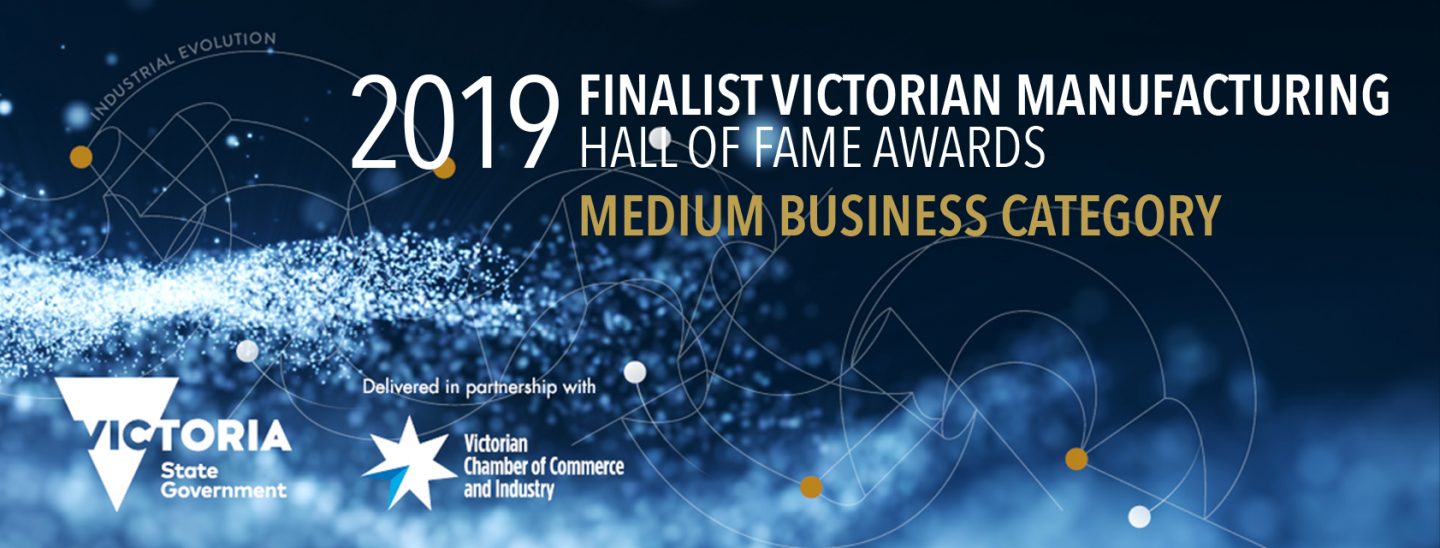 INDUSTRIAL EVOLUTION
2019
FINALIST VICTORIAN MANUFACTURING
HALL OF FAME AWARDS
MEDIUM BUSINESS CATEGORY
VICTORIA
State
Government
Delivered in partnership with
Victorian
Chamber of Commerce
and Industry